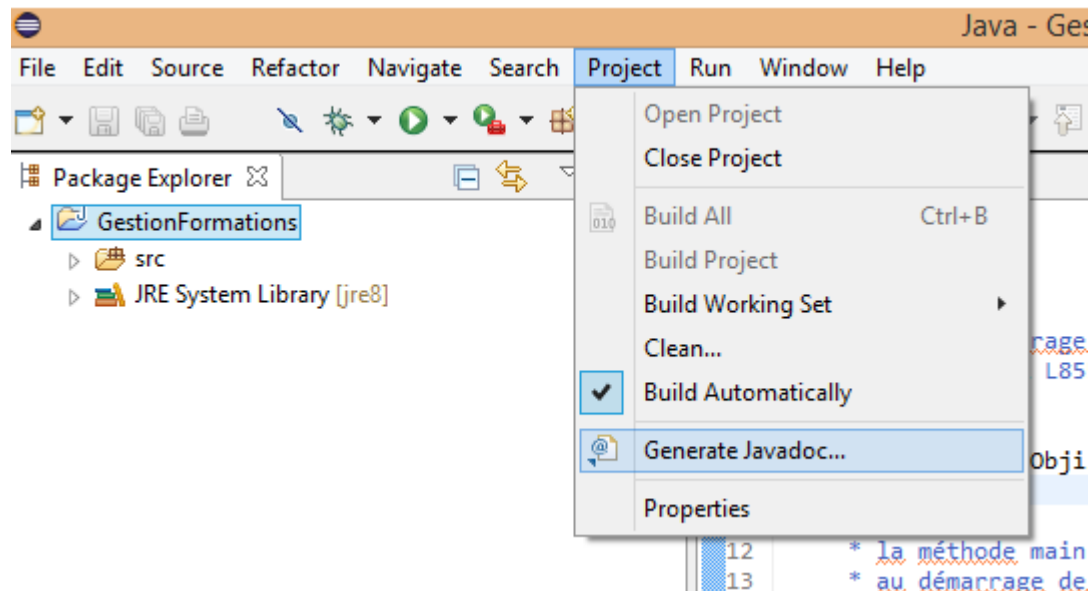 Java - Ges
File Edit Source Refactor Navigate Search Project Run Window Help
Package Explorer
GestionFormations
src
JRE System Library [jre8]
Open Project
Close Project
Build All Ctrl+B
Build Project
Build Working Set
Clean...
Build Automatically
Generate Javadoc...
Properties
rage
L85
Obji
12 * la méthode main
13 * au démarrage de